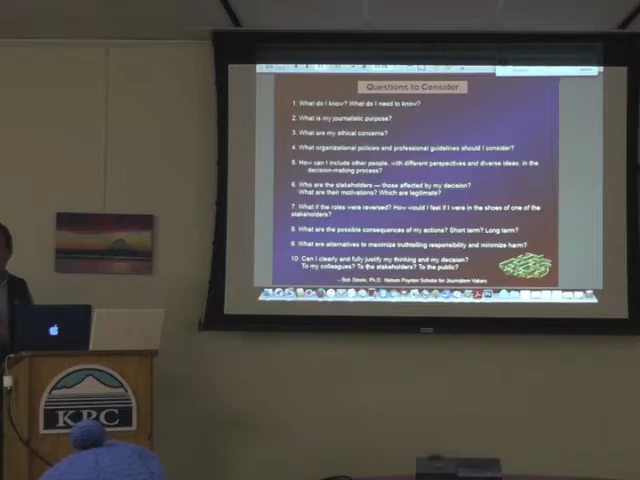 Questions to Consider
1. What do I know? What do I need to know?
2. What is my journalistic purpose?
3. What are my ethical concerns?
4. What organizational policies and professional guidelines should I consider?
5. How can I include other people, with different perspectives and diverse ideas, in the
decision-making process?
6. Who are the stakeholders — those affected by my decision?
What are their motivations? Which are legitimate?
7. What if the roles were reversed? How would I feel if I were in the shoes of one of the
stakeholders?
8. What are the possible consequences of my actions? Short term? Long term?
9. What are alternatives to maximize truthtelling responsibility and minimize harm?
10. Can I clearly and fully justify my thinking and my decision?
To my colleagues? To the stakeholders? To the public?
- Bob Steele, Ph.D. Nelson Poynter Scholar for Journalism Values
KBC